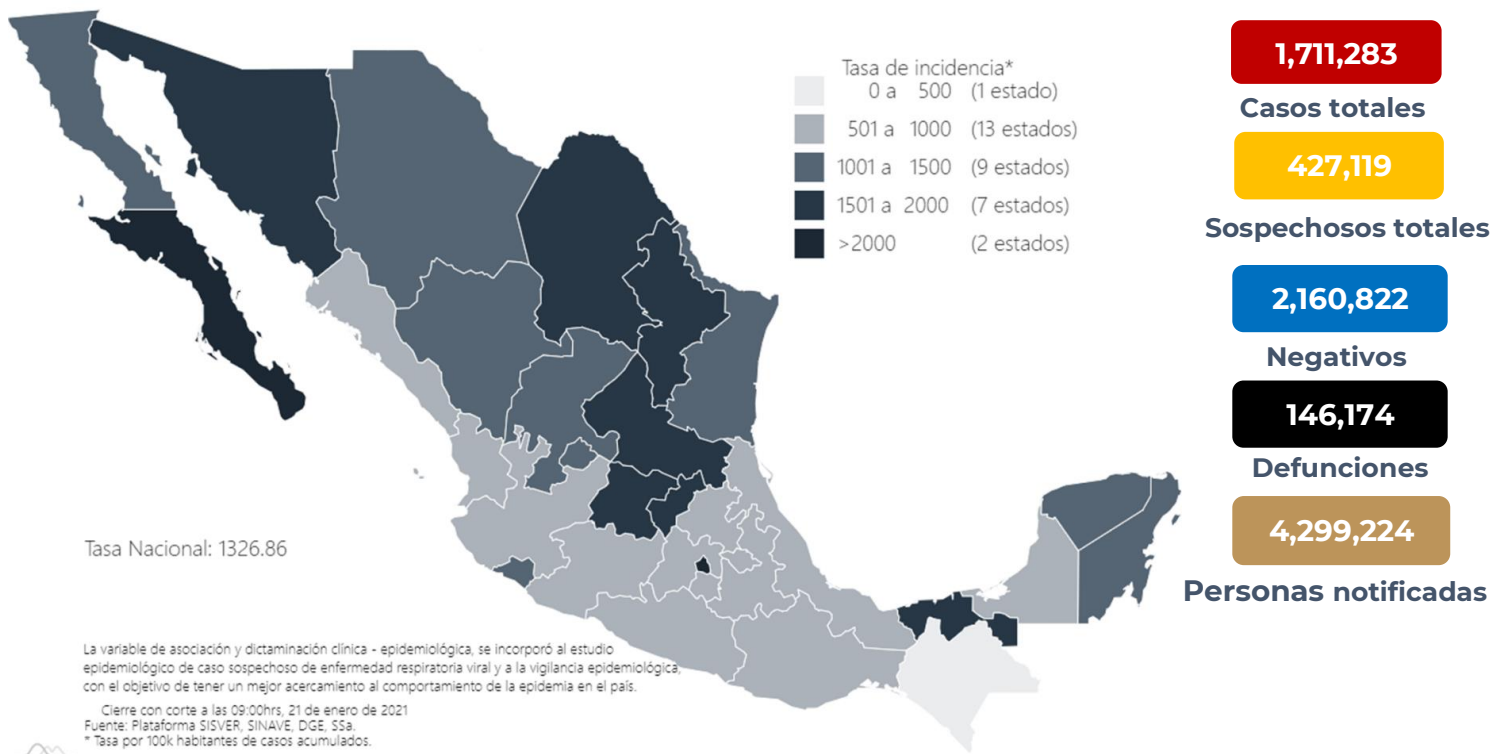 Tasa de incidencia*
0 a 500 (1 estado)
501 a 1000 (13 estados)
1001 a 1500 (9 estados)
1501 a 2000 (7 estados)
>2000 (2 estados)
1,711,283
Casos totales
427,119
Sospechosos totales
2,160,822
Negativos
146,174
Defunciones
4,299,224
Personas notificadas
Tasa Nacional: 1326.86
La variable de asociación y dictaminación clínica - epidemiológica, se incorporó al estudio
epidemiológico de caso sospechoso de enfermedad respiratoria viral y a la vigilancia epidemiológica,
con el objetivo de tener un mejor acercamiento al comportamiento de la epidemia en el país.
Cierre con corte a las 09:00hrs, 21 de enero de 2021
Fuente: Plataforma SISVER, SINAVE, DGE, SSa.
* Tasa por 100k habitantes de casos acumulados.